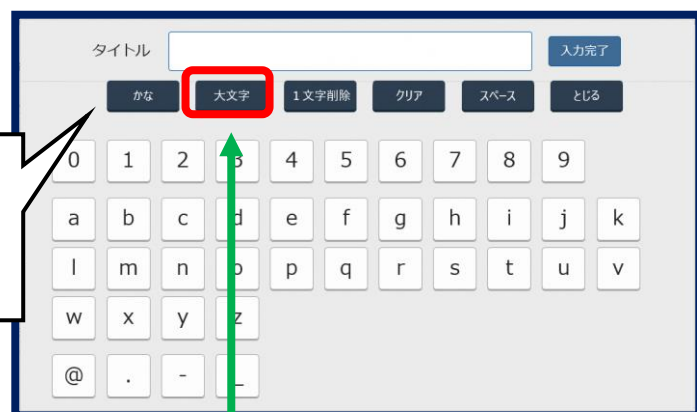 タイトル 入力完了
かな 大文字 1文字削除 クリア スペース とじる
0 1 2 3 4 5 6 7 8 9
a b c d e f g h i j k
l m n o p q r s t u v
w x y z
@ . - _